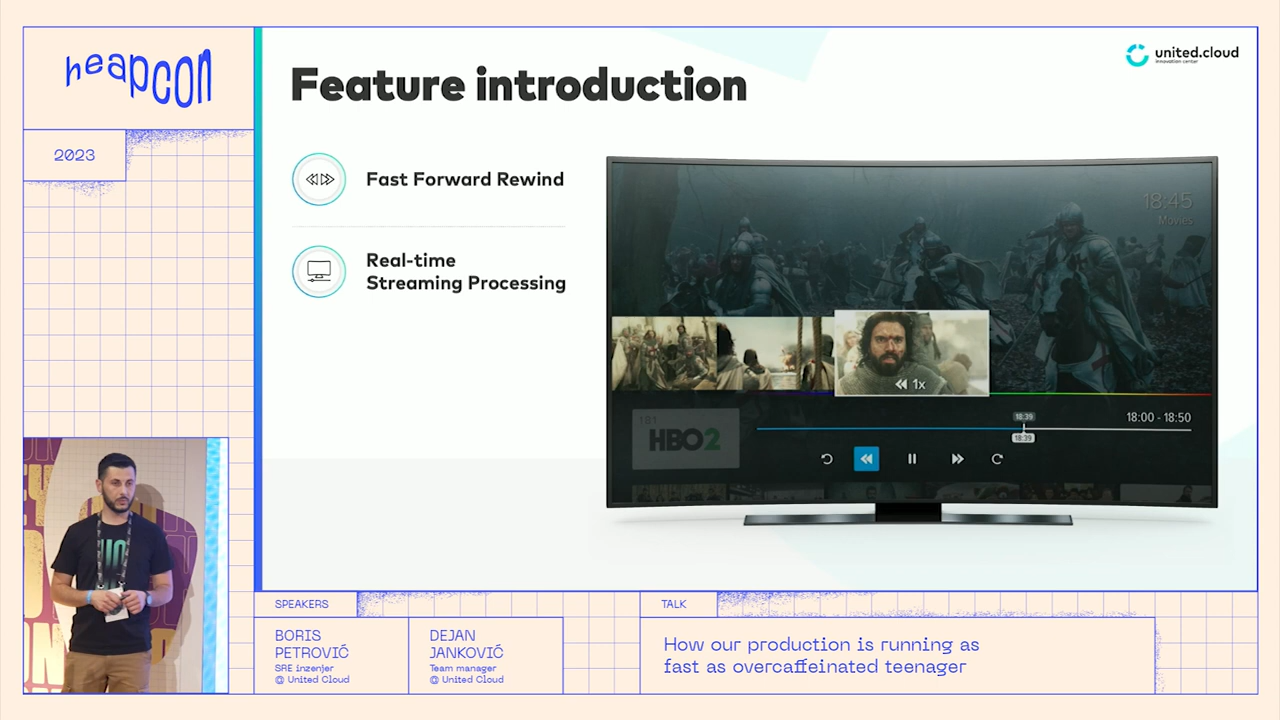 heapcon
2023
united.cloud
innovation center
Feature introduction
Fast Forward Rewind
Real-time
Streaming Processing
18:45
Movies
1x
181
HBO2
18:39
18:39
18:00 - 18:50
SPEAKERS
BORIS
PETROVIĆ
SRE inzenjer
@ United Cloud
DEJAN
JANKOVIĆ
Team manager
@ United Cloud
TALK
How our production is running as
fast as overcaffeinated teenager